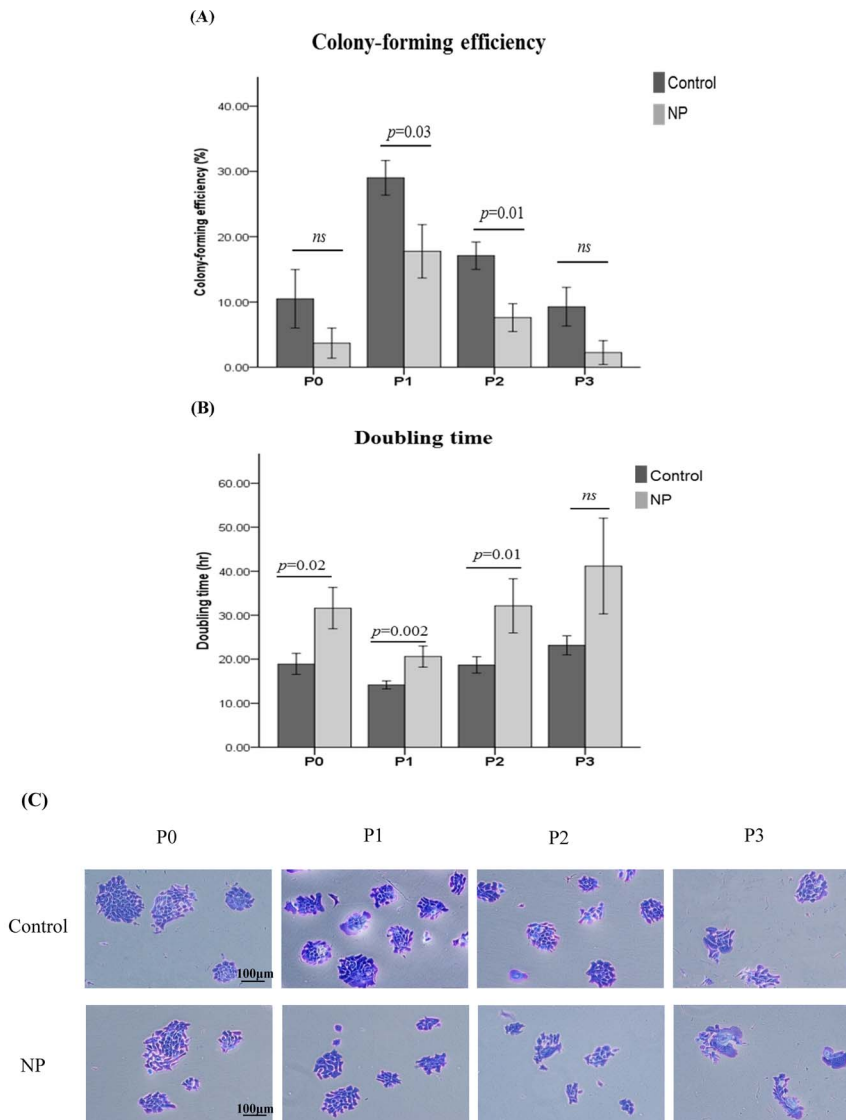 (A)
Colony-forming efficiency
Control
NP
Colony-forming efficiency (%)
40.00
30.00
20.00
10.00
0.00
ns
p=0.03
p=0.01
ns
P0 P1 P2 P3
(B)
Doubling time
Control
NP
Doubling time (hr)
60.00
50.00
40.00
30.00
20.00
10.00
0.00
p=0.02
p=0.002
p=0.01
ns
P0 P1 P2 P3
(C)
P0 P1 P2 P3
Control
100µm
NP
100µm